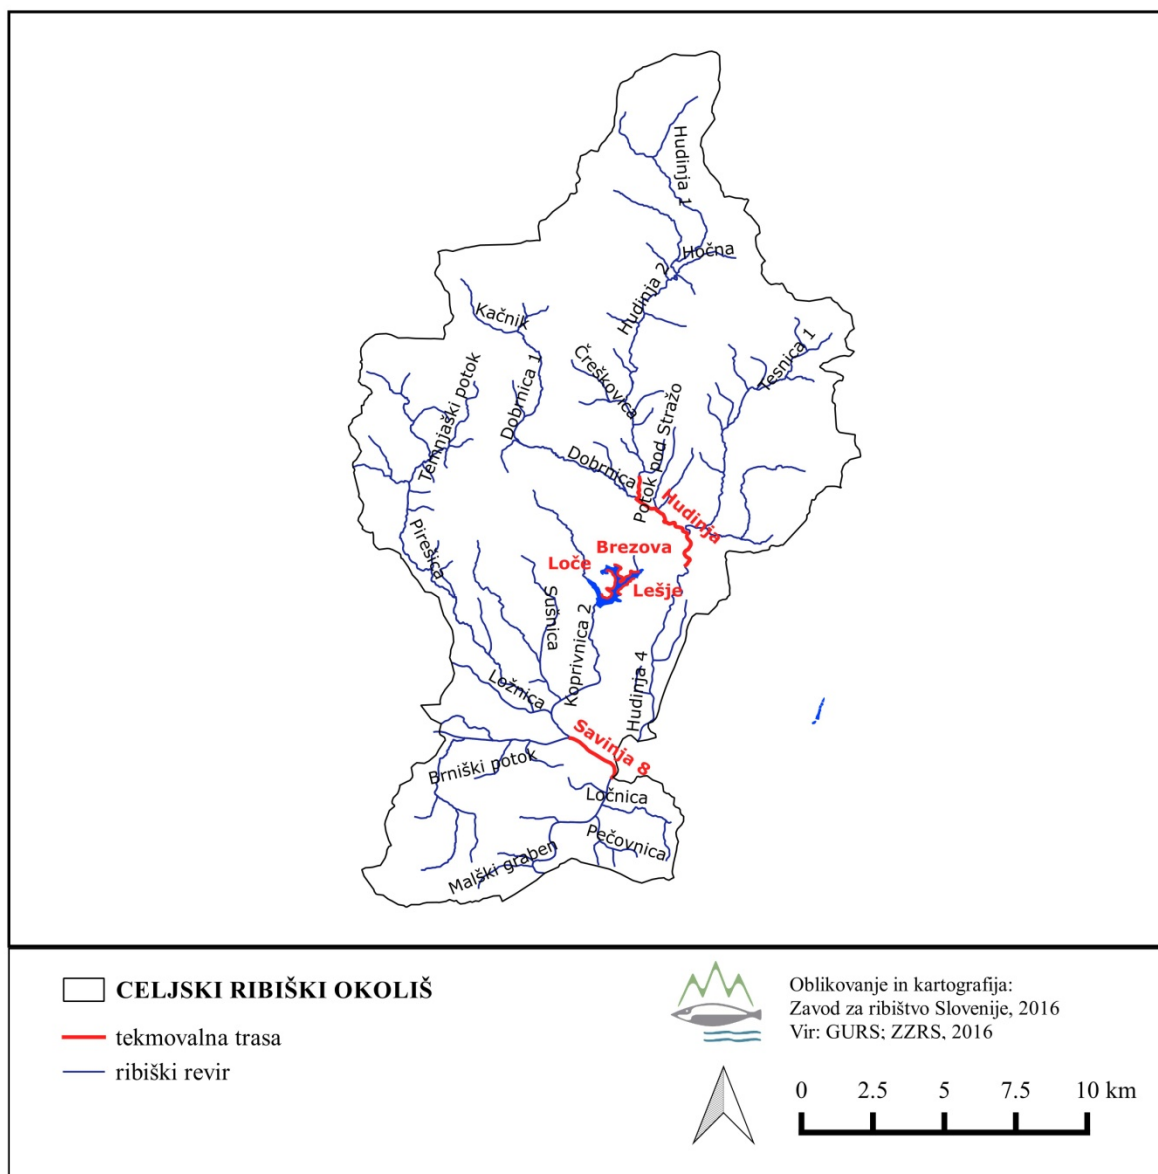 Hudinja 1
Hočna
Hudinja 2
Kačnik
Tesnica 1
Čreškovica
Temnjaški potok
Dobrnica 1
Potok pod Stražo
Dobrnica
Hudinja
Pirešica
Brezova
Loče
Lešje
Sušnica
Koprivnica 2
Hudinja 4
Ložnica
Savinja 8
Brniški potok
Ločnica
Pečovnica
Malški graben
CELJSKI RIBIŠKI OKOLIŠ
tekmovalna trasa
ribiški revir
Oblikovanje in kartografija:
Zavod za ribištvo Slovenije, 2016
Vir: GURS; ZZRS, 2016
0 2.5 5 7.5 10 km